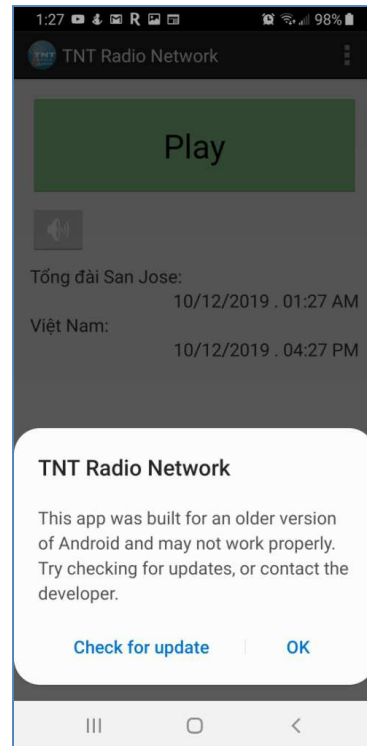 1:27 R 98%
TNT TNT Radio Network
Play
Tổng đài San Jose:
10/12/2019 . 01:27 AM
Việt Nam:
10/12/2019 . 04:27 PM
TNT Radio Network
This app was built for an older version
of Android and may not work properly.
Try checking for updates, or contact the
developer.
Check for update OK